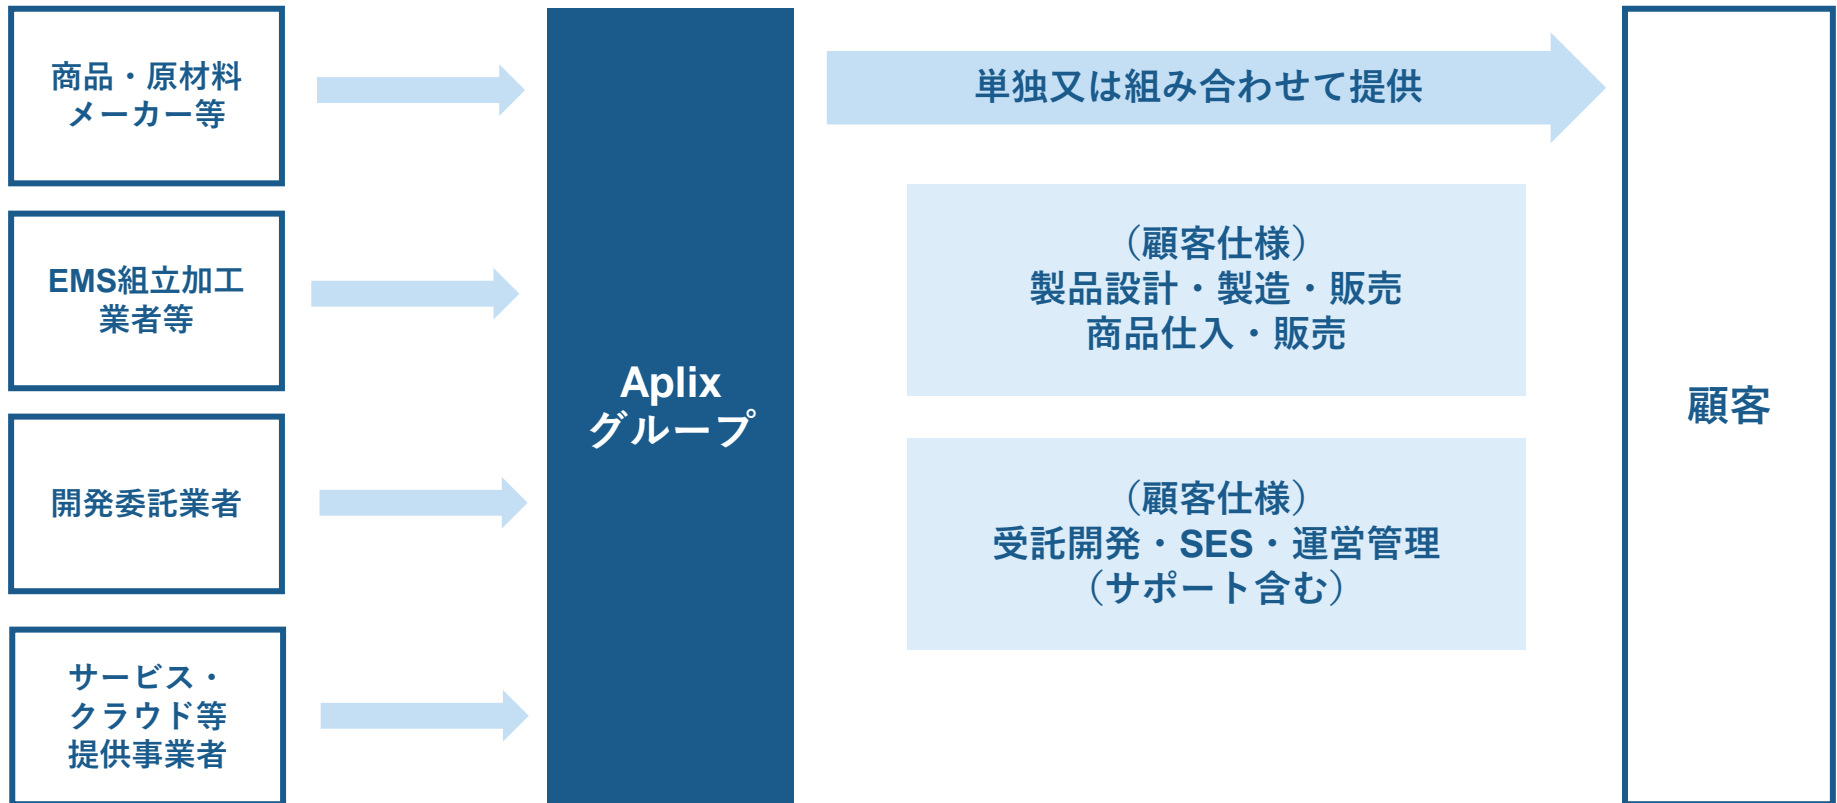 商品・原材料
メーカー等
EMS組立加工
業者等
開発委託業者
サービス・
クラウド等
提供事業者
Aplix
グループ
単独又は組み合わせて提供
（顧客仕様）
製品設計・製造・販売
商品仕入・販売
（顧客仕様）
受託開発・SES・運営管理
（サポート含む）
顧客